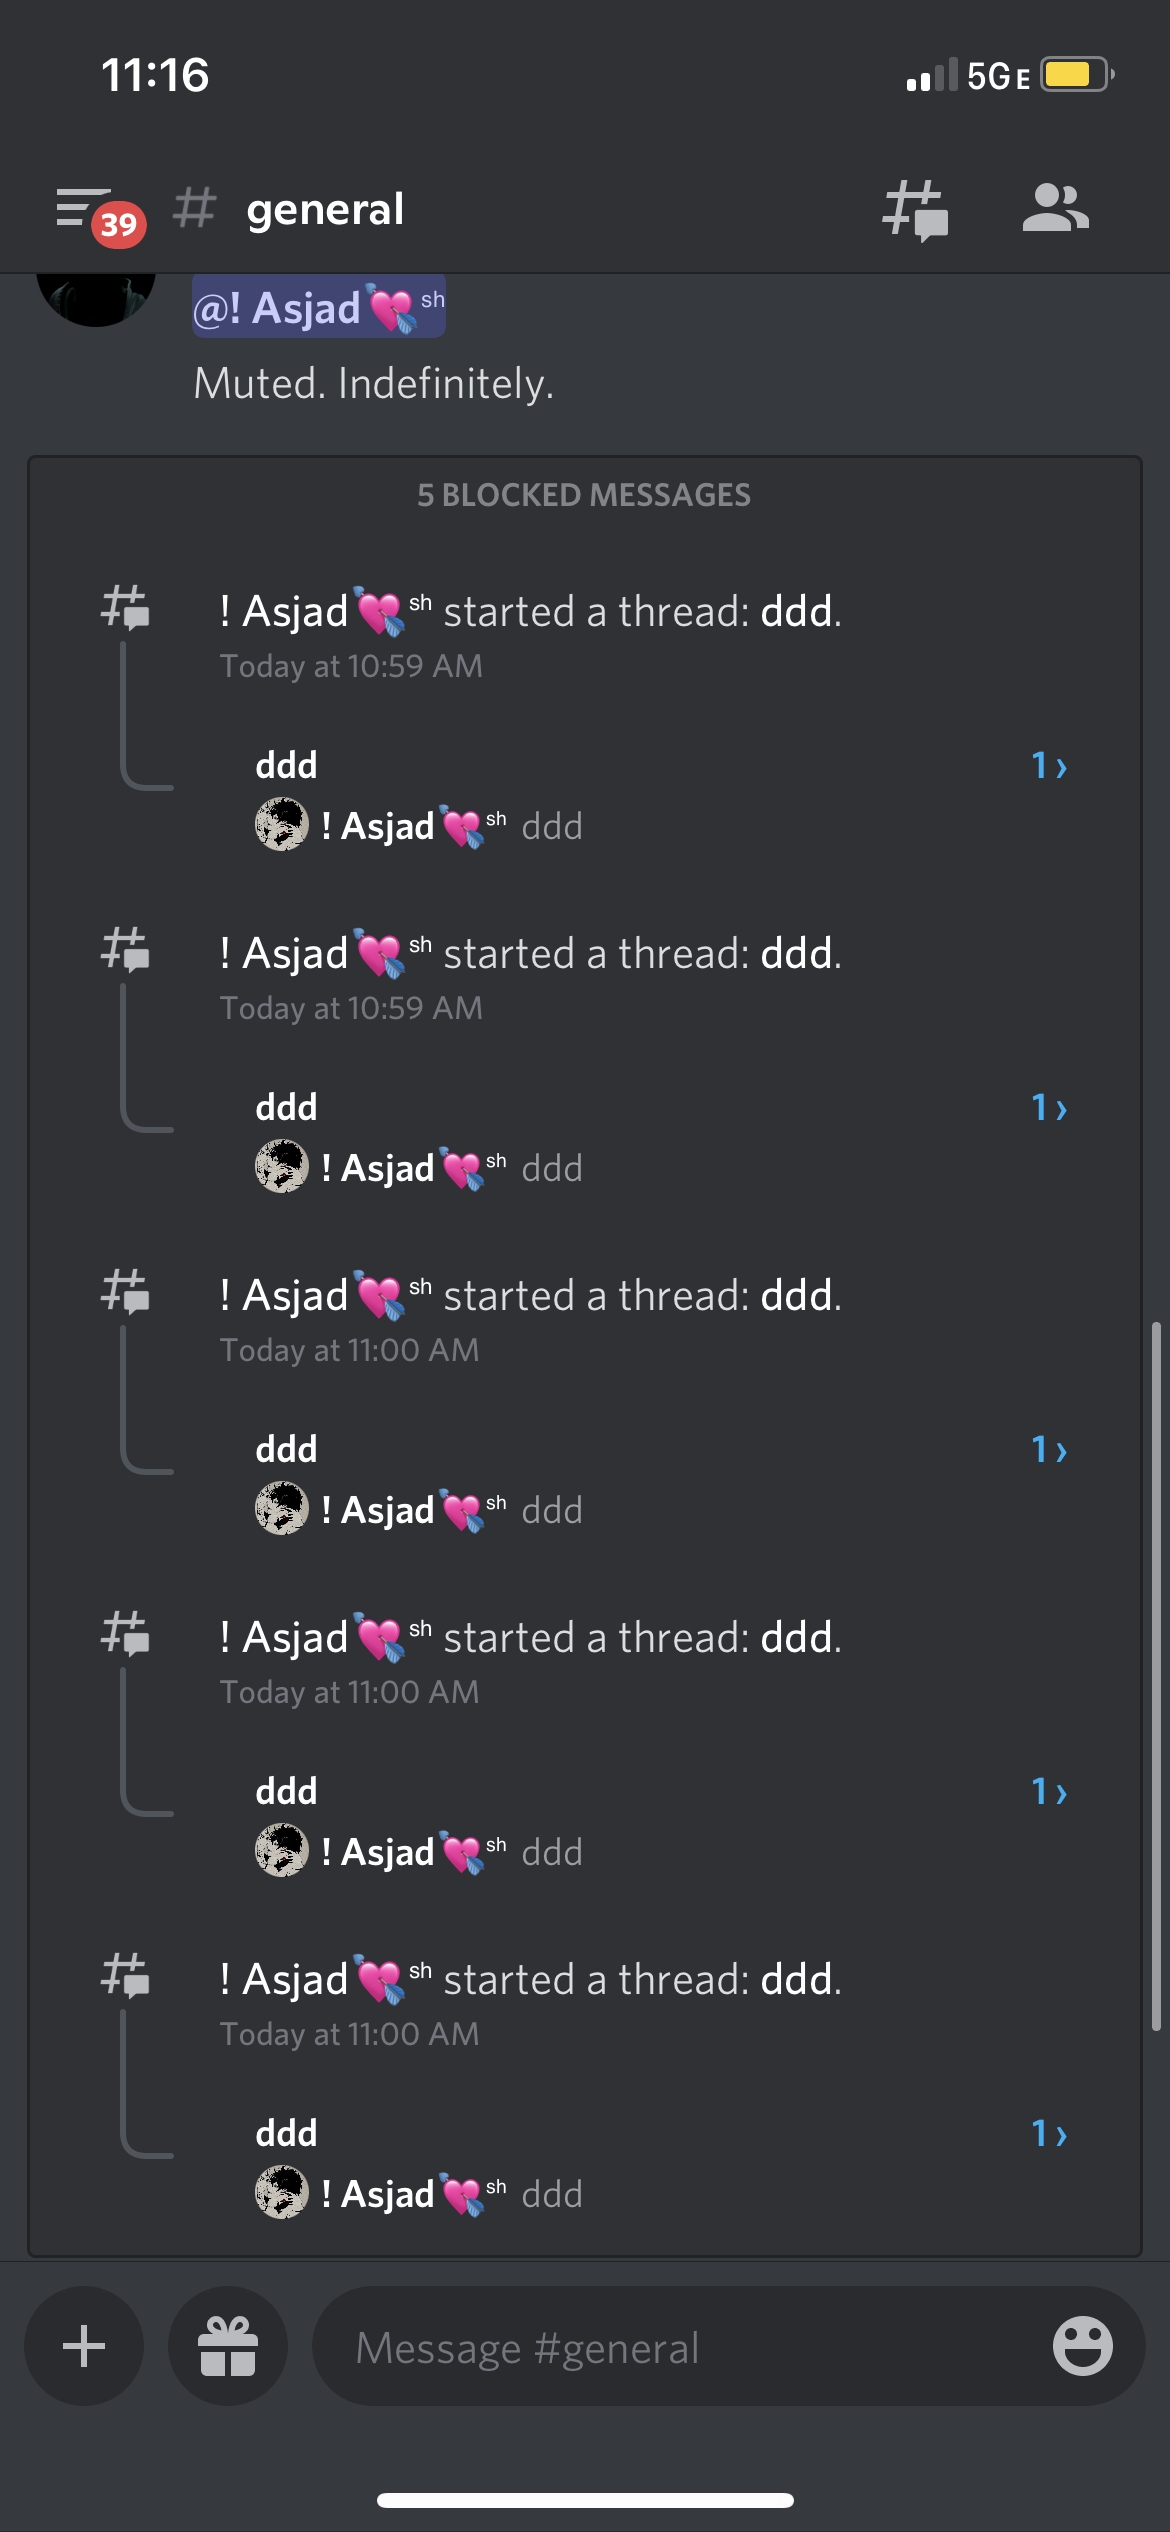 11:16 5GE
39 # general
@! Asjad💘ˢʰ
Muted. Indefinitely.
5 BLOCKED MESSAGES
! Asjad💘ˢʰ started a thread: ddd.
Today at 10:59 AM
ddd 1 ›
! Asjad💘ˢʰ ddd
! Asjad💘ˢʰ started a thread: ddd.
Today at 10:59 AM
ddd 1 ›
! Asjad💘ˢʰ ddd
! Asjad💘ˢʰ started a thread: ddd.
Today at 11:00 AM
ddd 1 ›
! Asjad💘ˢʰ ddd
! Asjad💘ˢʰ started a thread: ddd.
Today at 11:00 AM
ddd 1 ›
! Asjad💘ˢʰ ddd
! Asjad💘ˢʰ started a thread: ddd.
Today at 11:00 AM
ddd 1 ›
! Asjad💘ˢʰ ddd
Message #general